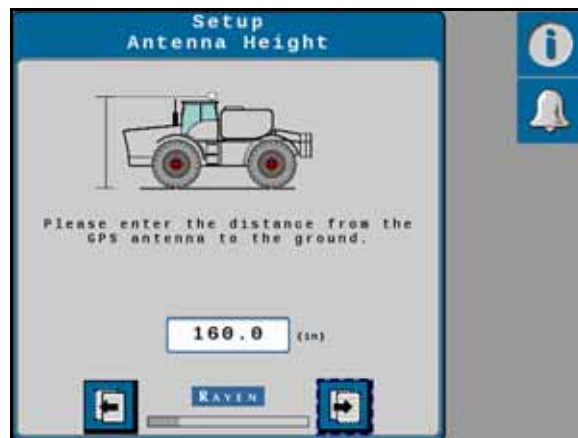 Setup
Antenna Height
Please enter the distance from the
GPS antenna to the ground.
160.0 (in)
RAVEN